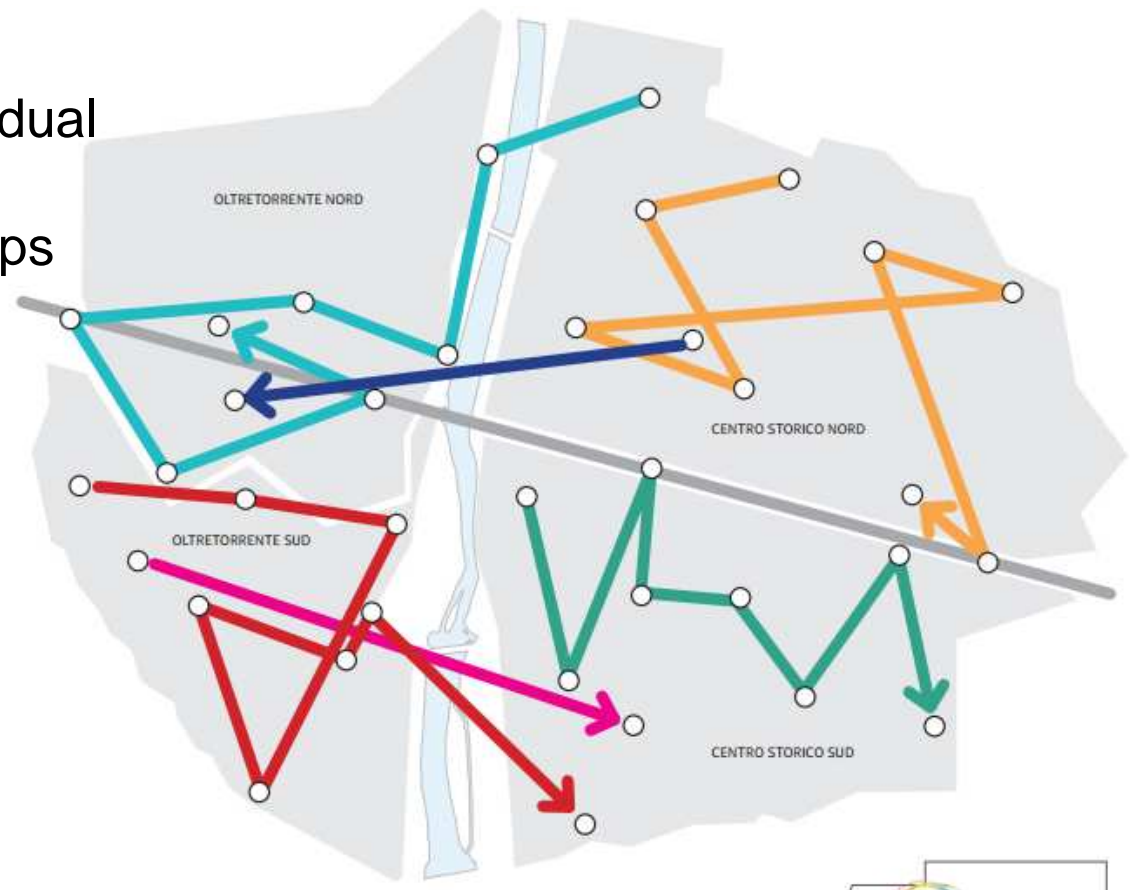 dual
ps
OLTRETORRENTE NORD
CENTRO STORICO NORD
OLTRETORRENTE SUD
CENTRO STORICO SUD